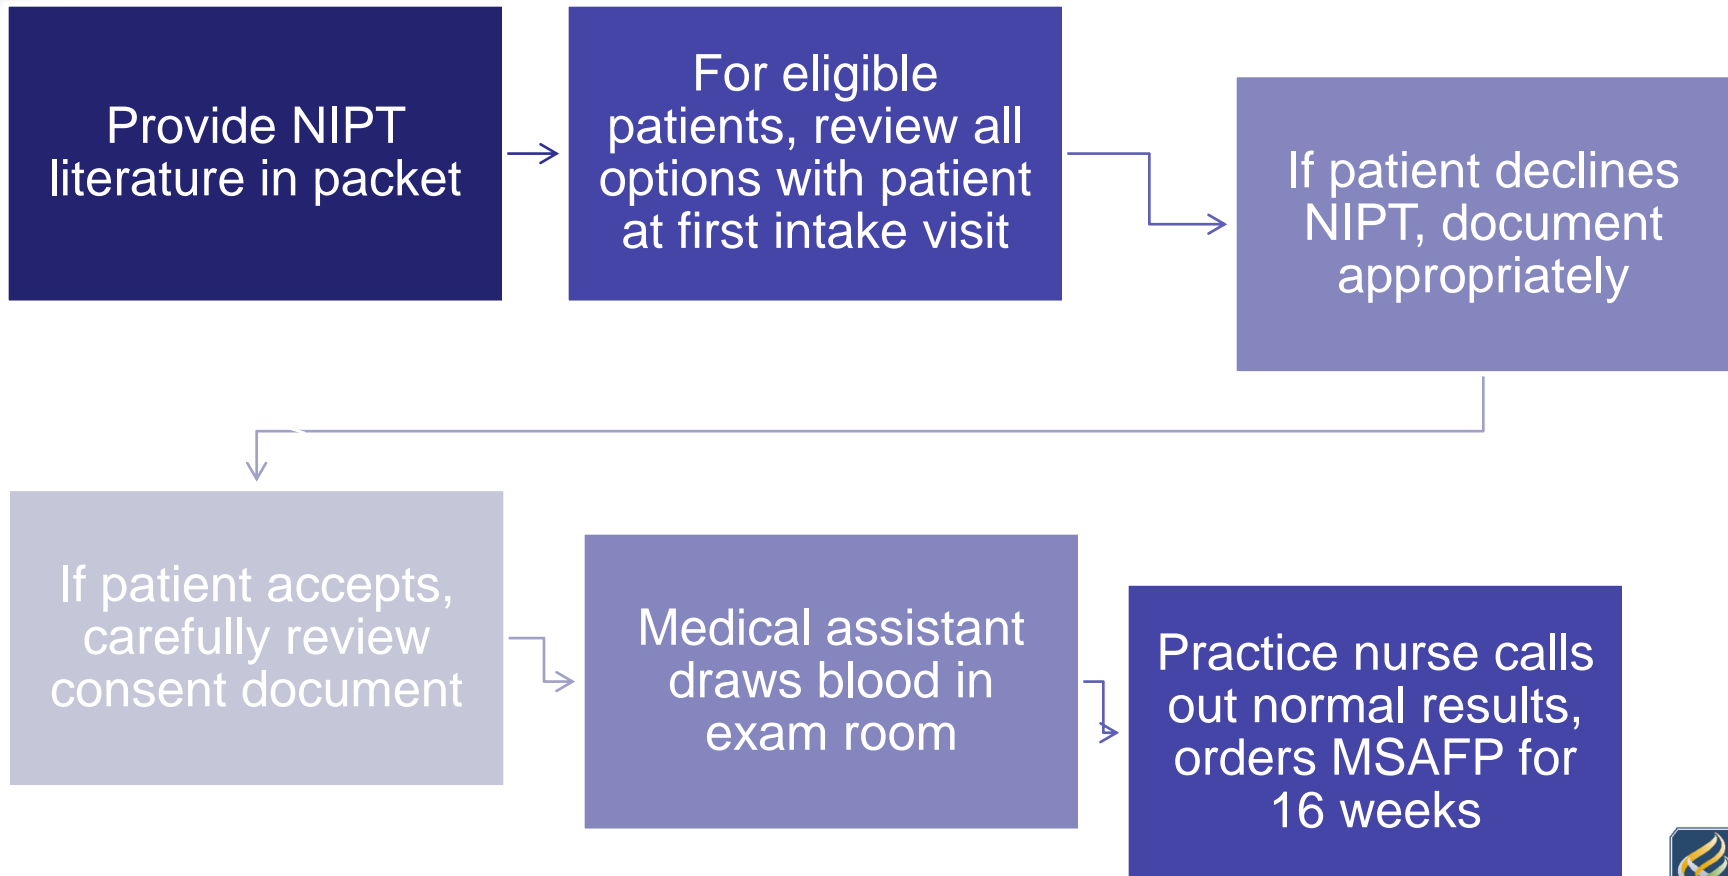 Provide NIPT
literature in packet
For eligible
patients, review all
options with patient
at first intake visit
If patient declines
NIPT, document
appropriately
If patient accepts,
carefully review
consent document
Medical assistant
draws blood in
exam room
Practice nurse calls
out normal results,
orders MSAFP for
16 weeks